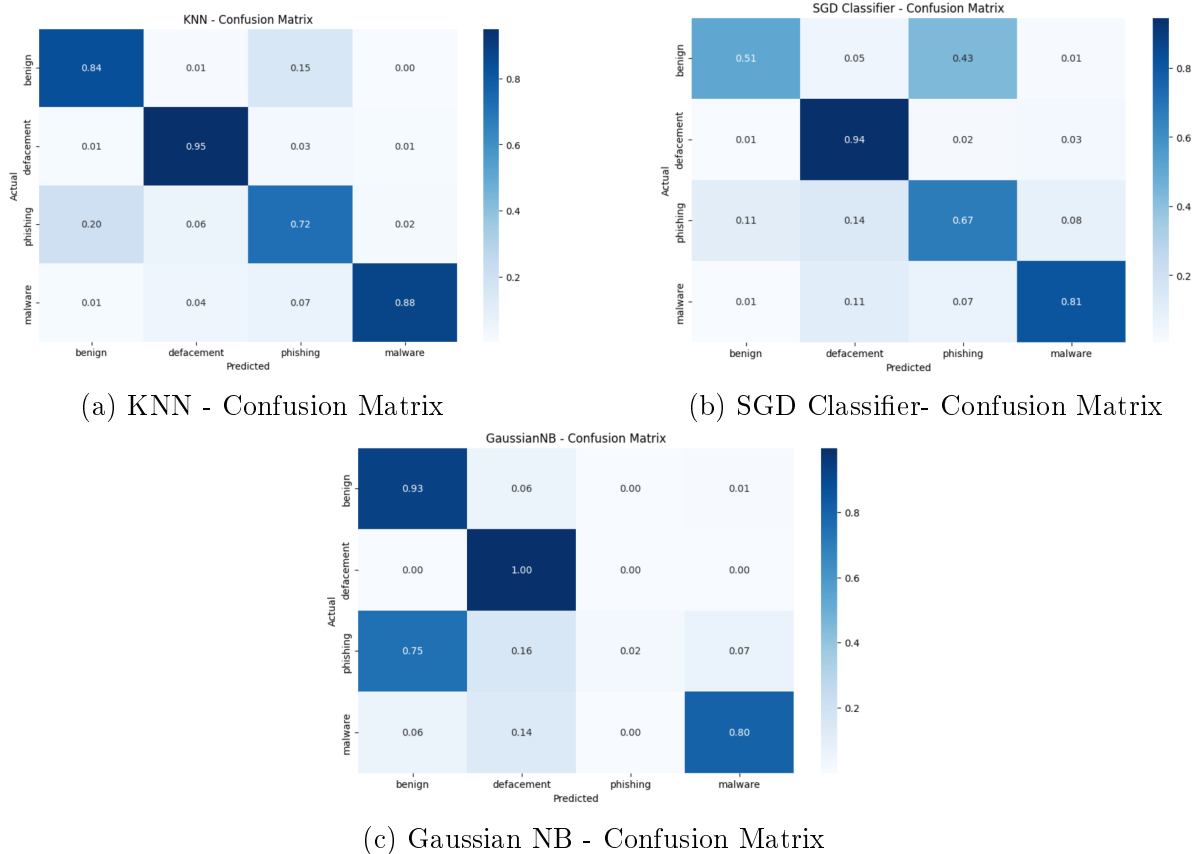 KNN - Confusion Matrix
benign 0.84 0.01 0.15 0.00
defacement 0.01 0.95 0.03 0.01
phishing 0.20 0.06 0.72 0.02
malware 0.01 0.04 0.07 0.88
Actual
benign defacement phishing malware
Predicted
0.8
0.6
0.4
0.2
(a) KNN - Confusion Matrix
SGD Classifier - Confusion Matrix
benign 0.51 0.05 0.43 0.01
defacement 0.01 0.94 0.02 0.03
phishing 0.11 0.14 0.67 0.08
malware 0.01 0.11 0.07 0.81
Actual
benign defacement phishing malware
Predicted
0.8
0.6
0.4
0.2
(b) SGD Classifier- Confusion Matrix
GaussianNB - Confusion Matrix
benign 0.93 0.06 0.00 0.01
defacement 0.00 1.00 0.00 0.00
phishing 0.75 0.16 0.02 0.07
malware 0.06 0.14 0.00 0.80
Actual
benign defacement phishing malware
Predicted
0.8
0.6
0.4
0.2
(c) Gaussian NB - Confusion Matrix